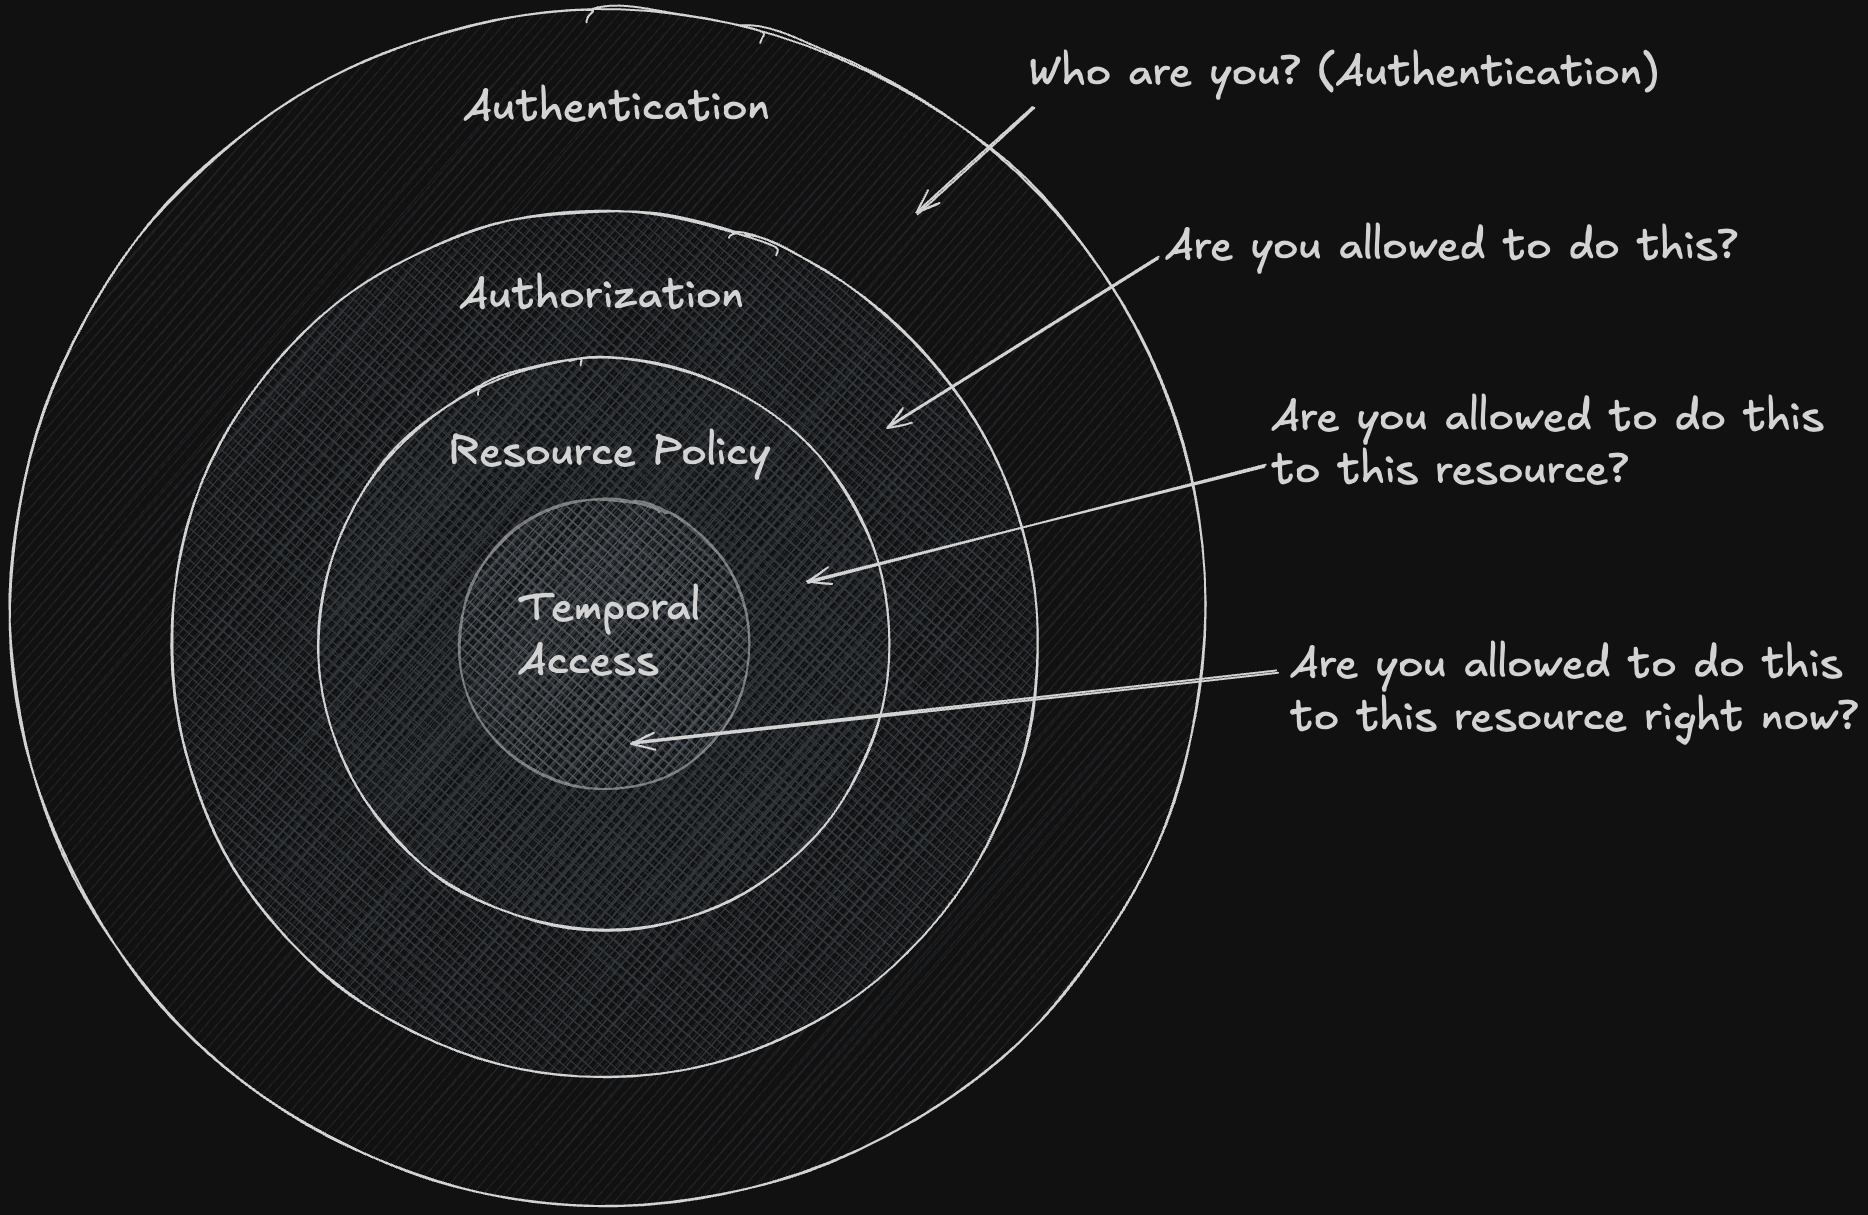 Authentication
Who are you? (Authentication)
Authorization
Are you allowed to do this?
Resource Policy
Are you allowed to do this
to this resource?
Temporal
Access
Are you allowed to do this
to this resource right now?